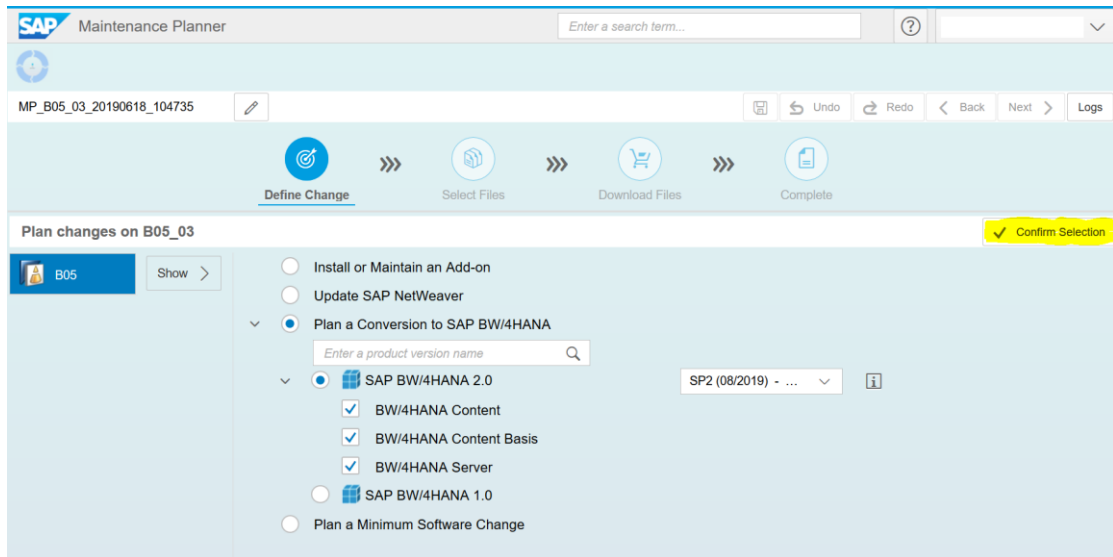 SAP Maintenance Planner Enter a search term... ?
MP_B05_03_20190618_104735 Undo Redo Back Next Logs
Define Change Select Files Download Files Complete
Plan changes on B05_03 Confirm Selection
B05 Show
Install or Maintain an Add-on
Update SAP NetWeaver
Plan a Conversion to SAP BW/4HANA
Enter a product version name
SAP BW/4HANA 2.0 SP2 (08/2019) - ... i
BW/4HANA Content
BW/4HANA Content Basis
BW/4HANA Server
SAP BW/4HANA 1.0
Plan a Minimum Software Change